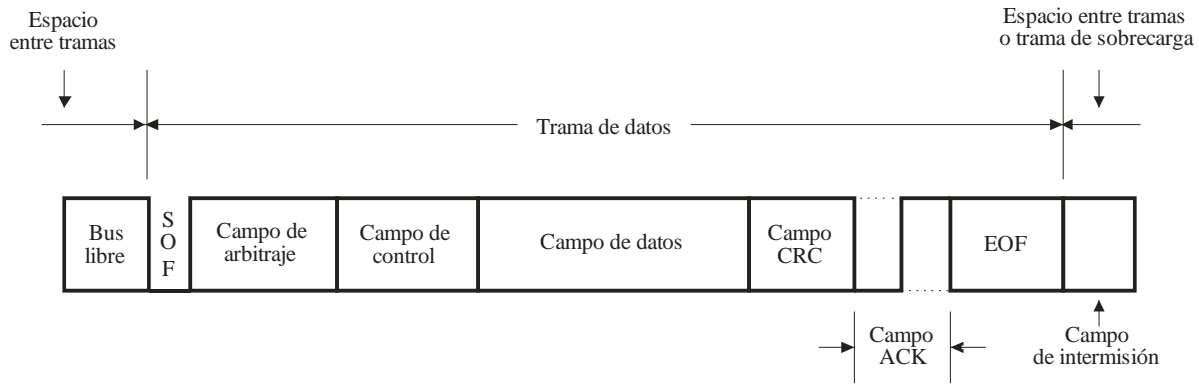 Espacio
entre tramas
Espacio entre tramas
o trama de sobrecarga
Trama de datos
Bus
libre
S
O
F
Campo de
arbitraje
Campo de
control
Campo de datos
Campo
CRC
EOF
Campo
ACK
Campo
de intermisión